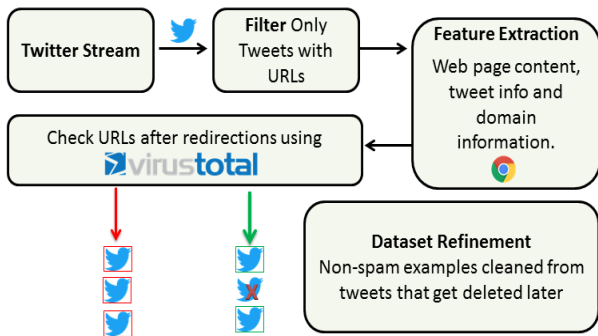 Twitter Stream
Filter Only
Tweets with
URLs
Feature Extraction
Web page content,
tweet info and
domain
information.
Check URLs after redirections using
virustotal
X
Dataset Refinement
Non-spam examples cleaned from
tweets that get deleted later